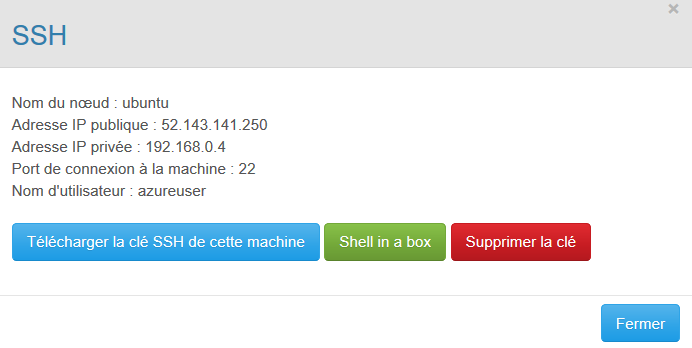 ×
SSH
Nom du nœud : ubuntu
Adresse IP publique : 52.143.141.250
Adresse IP privée : 192.168.0.4
Port de connexion à la machine : 22
Nom d'utilisateur : azureuser
Télécharger la clé SSH de cette machine Shell in a box Supprimer la clé
Fermer